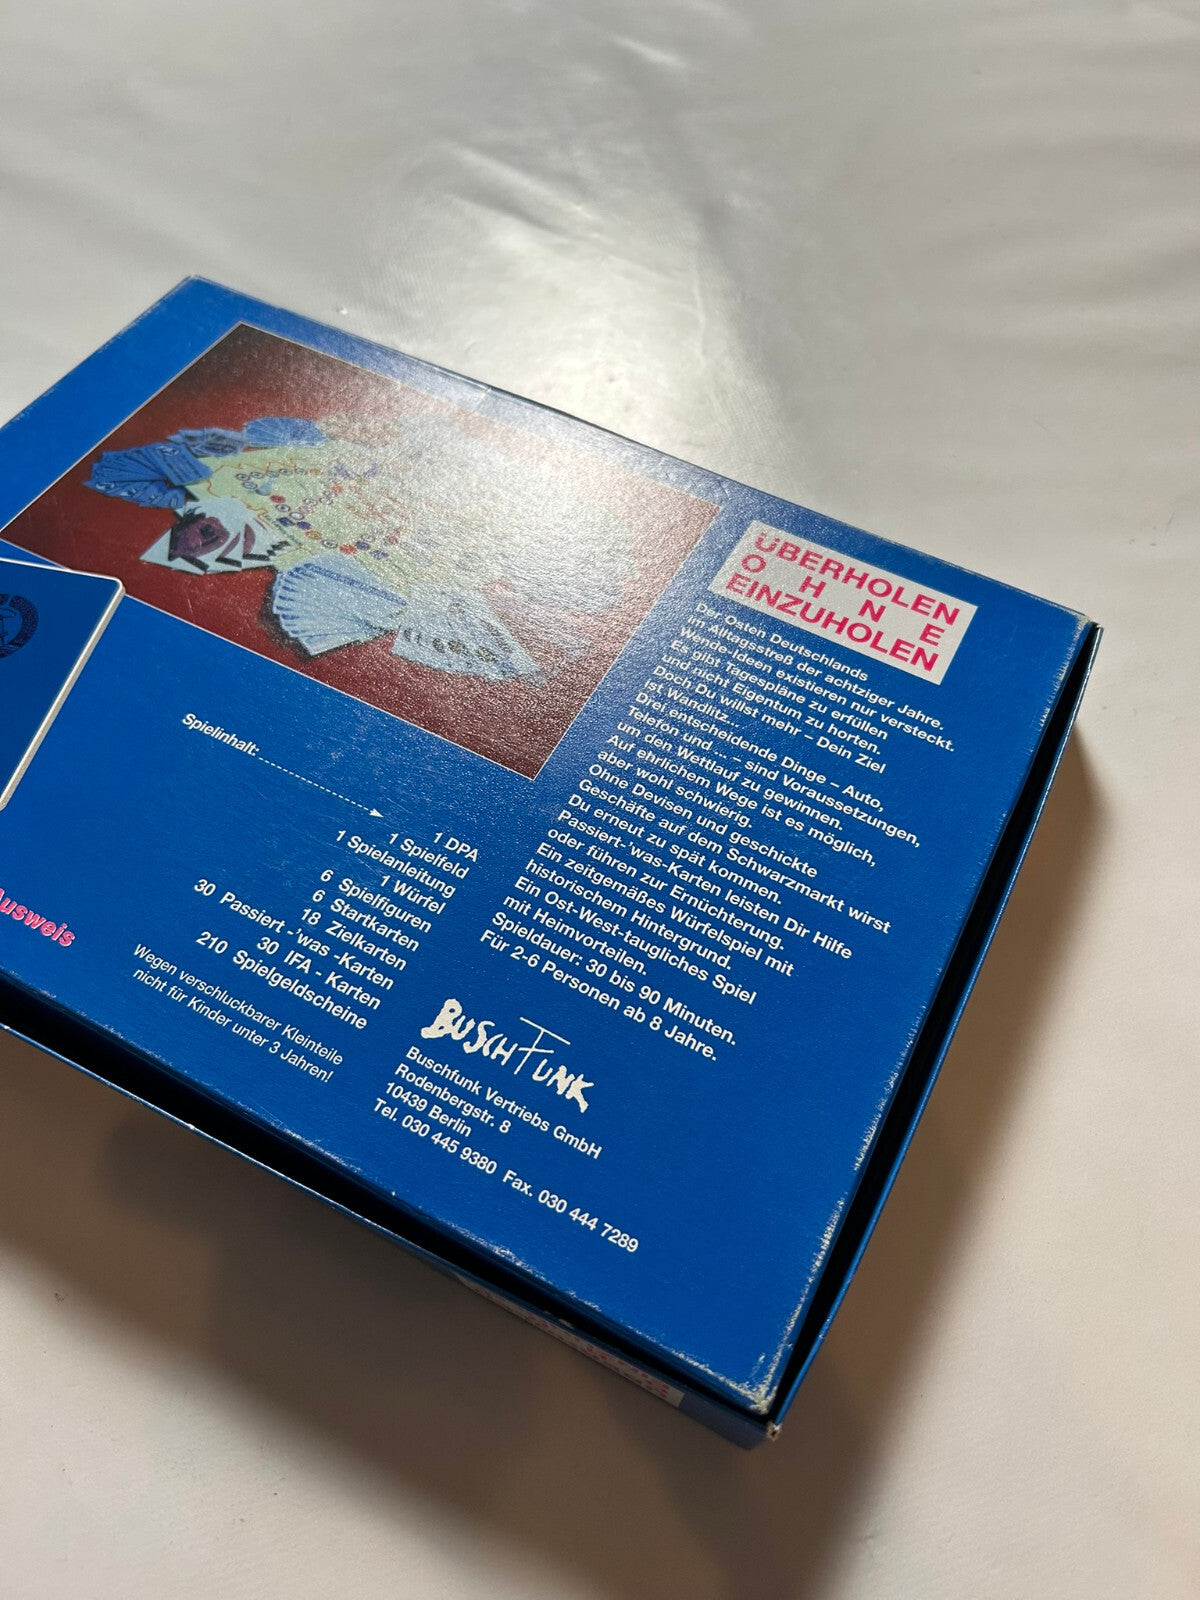 ÜBERHOLEN
O H N E
EINZUHOLEN
Der Osten Deutschlands
im Alltagsstreß der achtziger Jahre.
Wende-Ideen existieren nur versteckt.
Es gibt Tagespläne zu erfüllen
und nicht Eigentum zu horten.
Doch Du willst mehr – Dein Ziel
ist Wandlitz...
Drei entscheidende Dinge – Auto,
Telefon und ... – sind Voraussetzungen,
um den Wettlauf zu gewinnen.
Auf ehrlichem Wege ist es möglich,
aber wohl schwierig.
Ohne Devisen und geschickte
Geschäfte auf dem Schwarzmarkt wirst
Du erneut zu spät kommen.
Passiert-'was-Karten leisten Dir Hilfe
oder führen zur Ernüchterung.
Ein zeitgemäßes Würfelspiel mit
historischem Hintergrund.
Ein Ost-West-taugliches Spiel
mit Heimvorteilen.
Spieldauer: 30 bis 90 Minuten.
Für 2-6 Personen ab 8 Jahre.
Spielinhalt:
1 DPA
1 Spielfeld
1 Spielanleitung
1 Würfel
6 Spielfiguren
6 Startkarten
18 Zielkarten
30 Passiert-'was-Karten
30 IFA-Karten
210 Spielgeldscheine
Wegen verschluckbarer Kleinteile
nicht für Kinder unter 3 Jahren!
Ausweis
BUSCHFUNK
Buschfunk Vertriebs GmbH
Rodenbergstr. 8
10439 Berlin
Tel. 030 445 9380 Fax. 030 444 7289